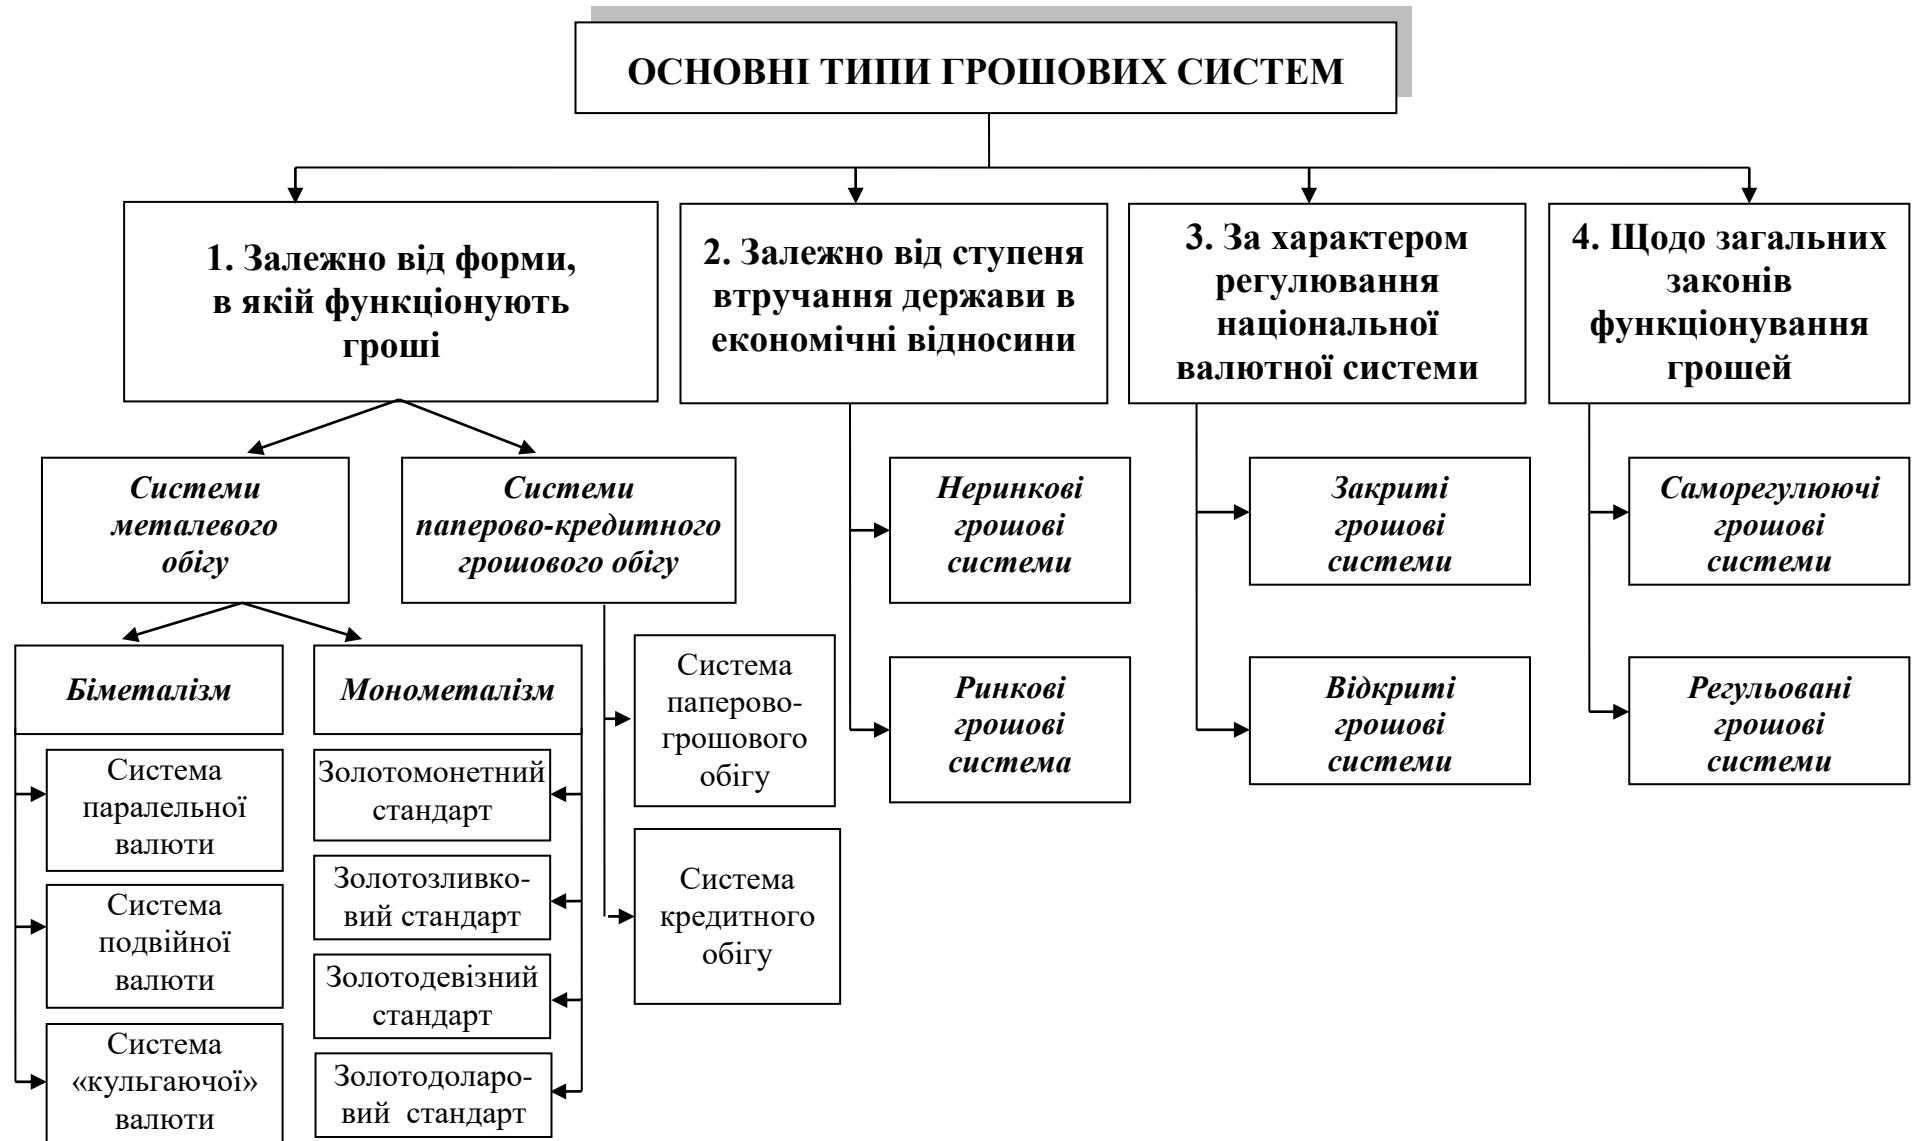 ОСНОВНІ ТИПИ ГРОШОВИХ СИСТЕМ
1. Залежно від форми,
в якій функціонують
гроші
2. Залежно від ступеня
втручання держави в
економічні відносини
3. За характером
регулювання
національної
валютної системи
4. Щодо загальних
законів
функціонування
грошей
Системи
металевого
обігу
Системи
паперово-кредитного
грошового обігу
Неринкові
грошові
системи
Закриті
грошові
системи
Саморегулюючі
грошові
системи
Біметалізм
Монометалізм
Система
паперово-
грошового
обігу
Ринкові
грошові
система
Відкриті
грошові
системи
Регульовані
грошові
системи
Система
паралельної
валюти
Золотомонетний
стандарт
Система
подвійної
валюти
Золотозливко-
вий стандарт
Система
кредитного
обігу
Золотодевізний
стандарт
Система
«кульгаючої»
валюти
Золотодоларо-
вий стандарт